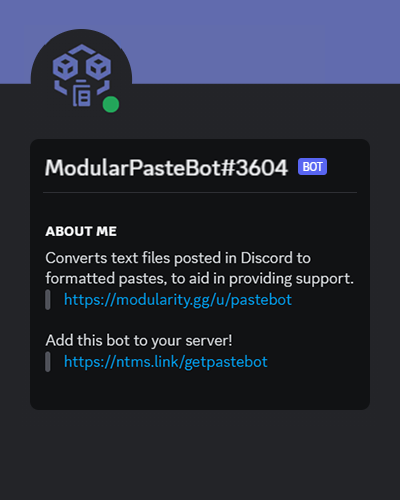 ModularPasteBot#3604 BOT
ABOUT ME
Converts text files posted in Discord to
formatted pastes, to aid in providing support.
https://modularity.gg/u/pastebot
Add this bot to your server!
https://ntms.link/getpastebot